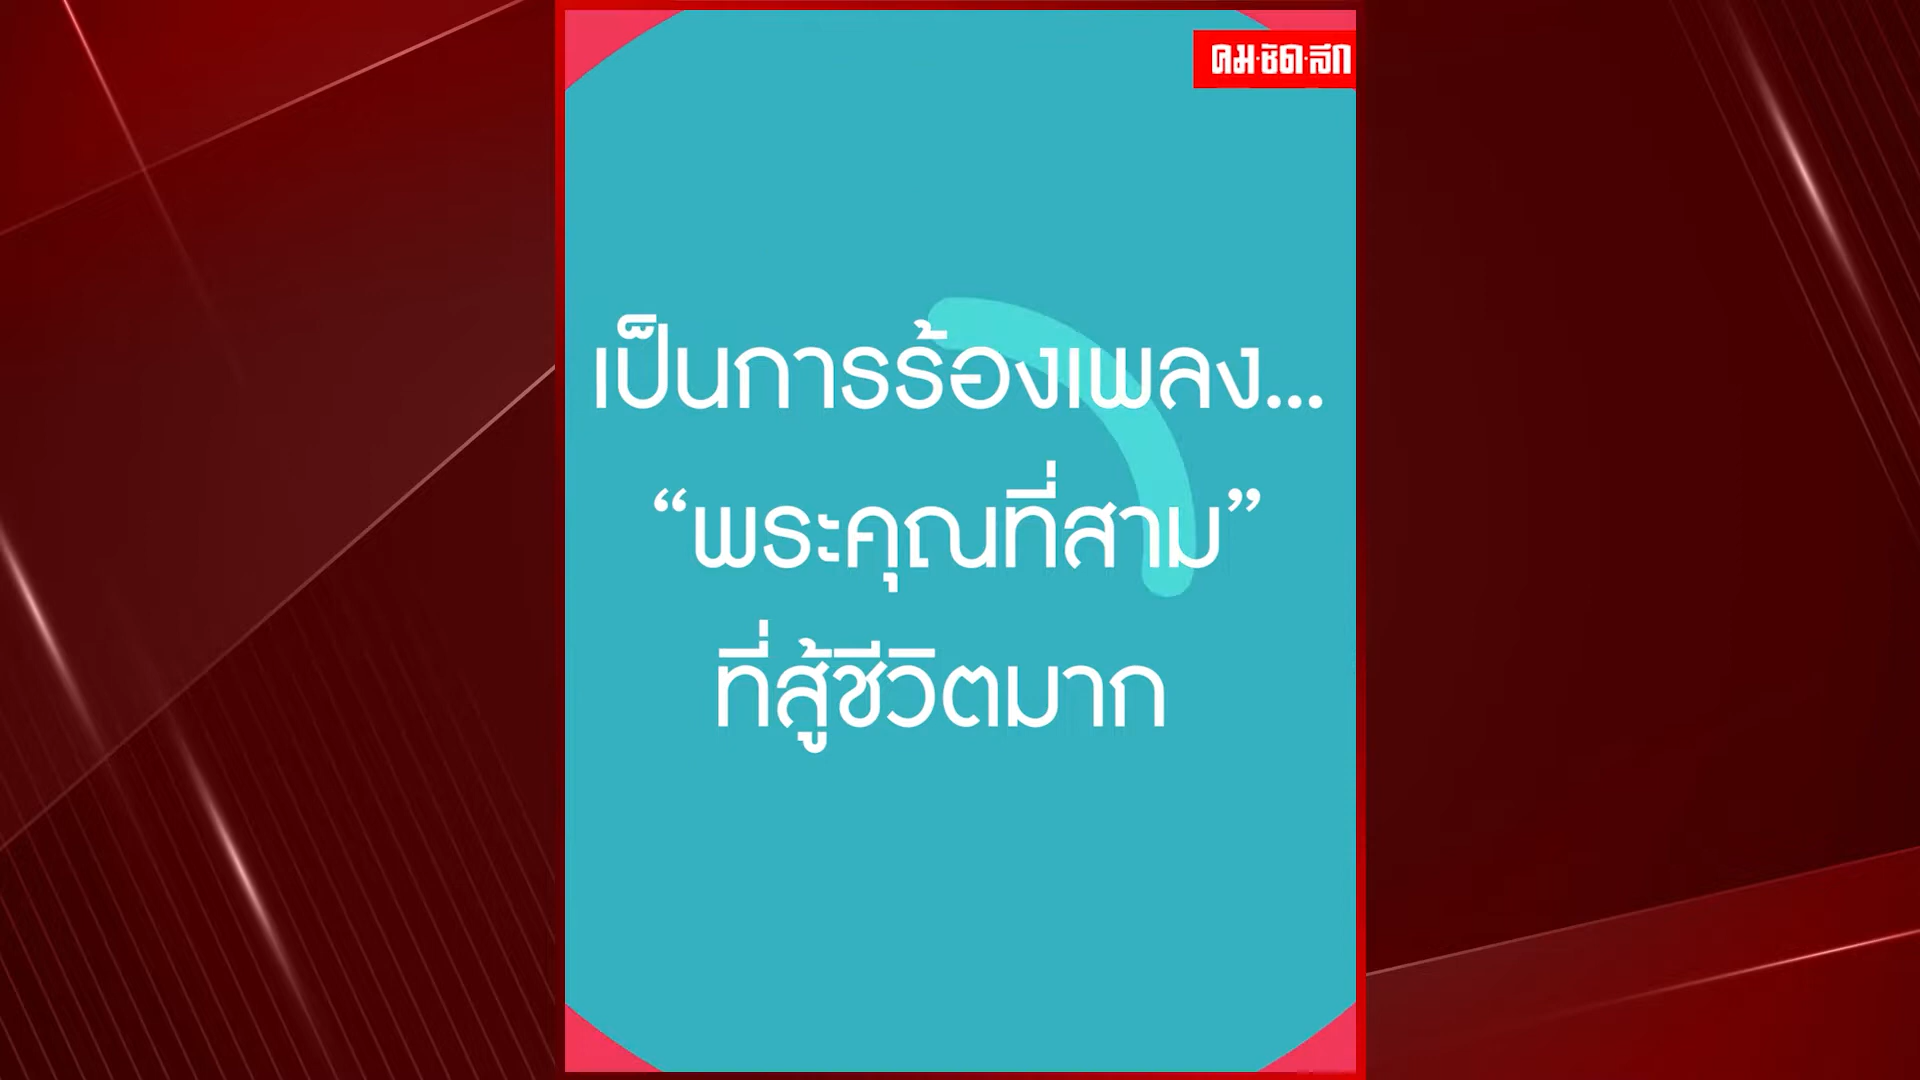 คม·ชัด·ลึก
เป็นการร้องเพลง...
“พระคุณที่สาม”
ที่สู้ชีวิตมาก